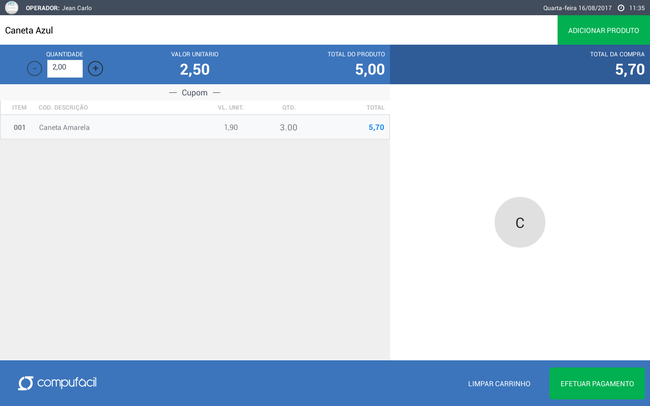 OPERADOR: Jean Carlo
Quarta-feira 16/08/2017 11:35
Caneta Azul
ADICIONAR PRODUTO
QUANTIDADE VALOR UNITARIO TOTAL DO PRODUTO TOTAL DA COMPRA
- 2,00 + 2,50 5,00 5,70
— Cupom —
ITEM COD. DESCRIÇÃO VL. UNIT. QTD. TOTAL
001 Caneta Amarela 1,90 3.00 5,70
C
compufácil
LIMPAR CARRINHO
EFETUAR PAGAMENTO